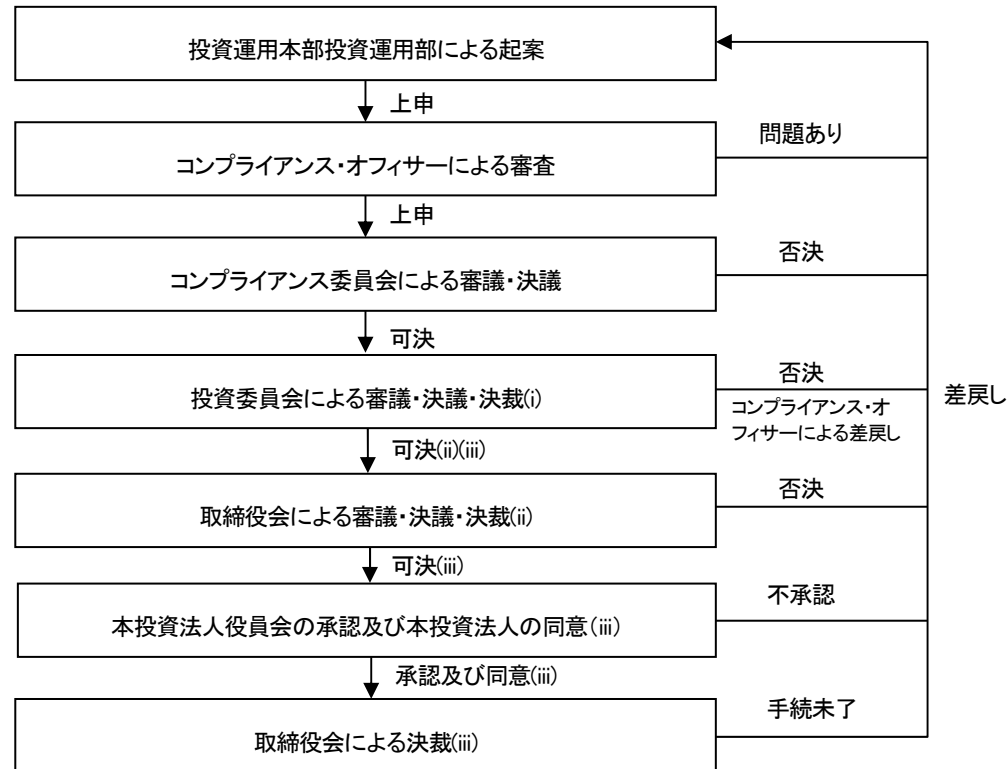 投資運用本部投資運用部による起案
上申
問題あり
コンプライアンス・オフィサーによる審査
上申
否決
コンプライアンス委員会による審議・決議
可決
否決
投資委員会による審議・決議・決裁(i)
コンプライアンス・オ
フィサーによる差戻し
差戻し
可決(ii)(iii)
否決
取締役会による審議・決議・決裁(ii)
可決(iii)
不承認
本投資法人役員会の承認及び本投資法人の同意(iii)
承認及び同意(iii)
手続未了
取締役会による決裁(iii)